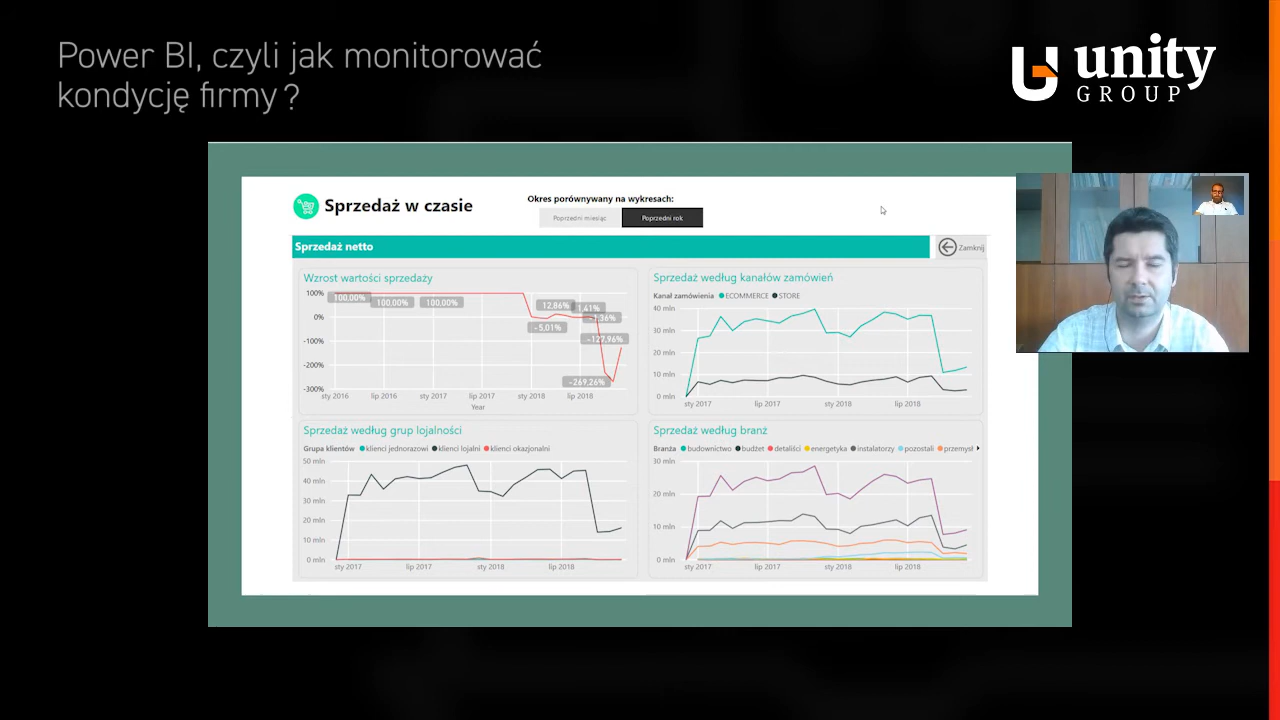 Power BI, czyli jak monitorować
kondycję firmy?
unity
GROUP
Sprzedaż w czasie
Okres porównywany na wykresach:
Poprzedni miesiąc
Poprzedni rok
Sprzedaż netto
Zamknij
Wzrost wartości sprzedaży
100%
0%
-100%
-200%
-300%
100,00%
100,00%
100,00%
12,86%
1,41%
-5,01%
-127,96%
-269,26%
sty 2016
lip 2016
sty 2017
lip 2017
sty 2018
lip 2018
Year
Sprzedaż według kanałów zamówień
Kanał zamówienia ECOMMERCE STORE
40 mln
30 mln
20 mln
10 mln
0 mln
sty 2017
lip 2017
sty 2018
lip 2018
Sprzedaż według grup lojalności
Grupa klientów klienci jednorazowi klienci lojalni klienci okazjonalni
50 mln
40 mln
30 mln
20 mln
10 mln
0 mln
sty 2017
lip 2017
sty 2018
lip 2018
Sprzedaż według branż
Branża budownictwo budżet detaliści energetyka instalatorzy pozostali przemysł
30 mln
20 mln
10 mln
0 mln
sty 2017
lip 2017
sty 2018
lip 2018